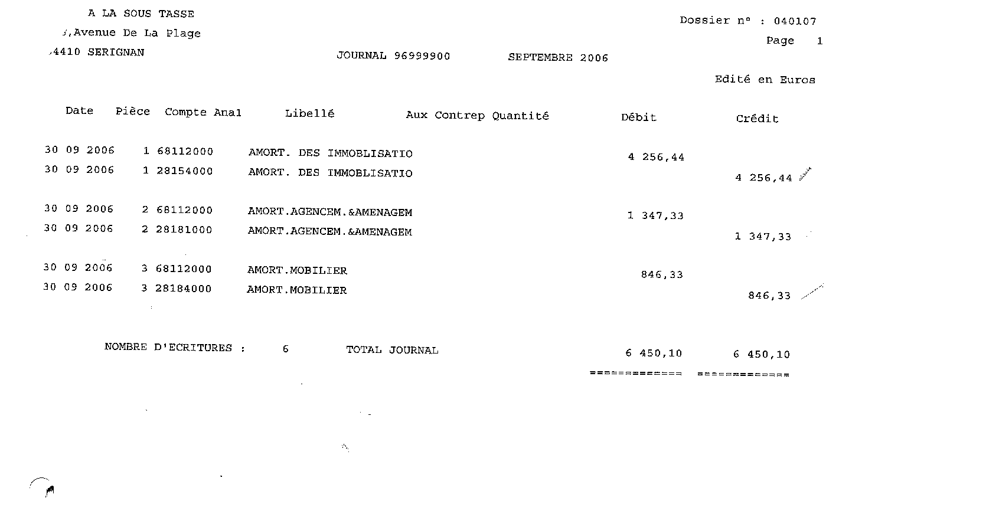 A LA SOUS TASSE
Dossier n° : 040107
,Avenue De La Plage
Page 1
4410 SERIGNAN
JOURNAL 96999900 SEPTEMBRE 2006
Edité en Euros
Date Pièce Compte Anal Libellé Aux Contrep Quantité Débit Crédit
30 09 2006 1 68112000 AMORT. DES IMMOBLISATIO 4 256,44
30 09 2006 1 28154000 AMORT. DES IMMOBLISATIO 4 256,44
30 09 2006 2 68112000 AMORT.AGENCEM.&AMENAGEM 1 347,33
30 09 2006 2 28181000 AMORT.AGENCEM.&AMENAGEM 1 347,33
30 09 2006 3 68112000 AMORT.MOBILIER 846,33
30 09 2006 3 28184000 AMORT.MOBILIER 846,33
NOMBRE D'ECRITURES : 6 TOTAL JOURNAL 6 450,10 6 450,10
============= =============